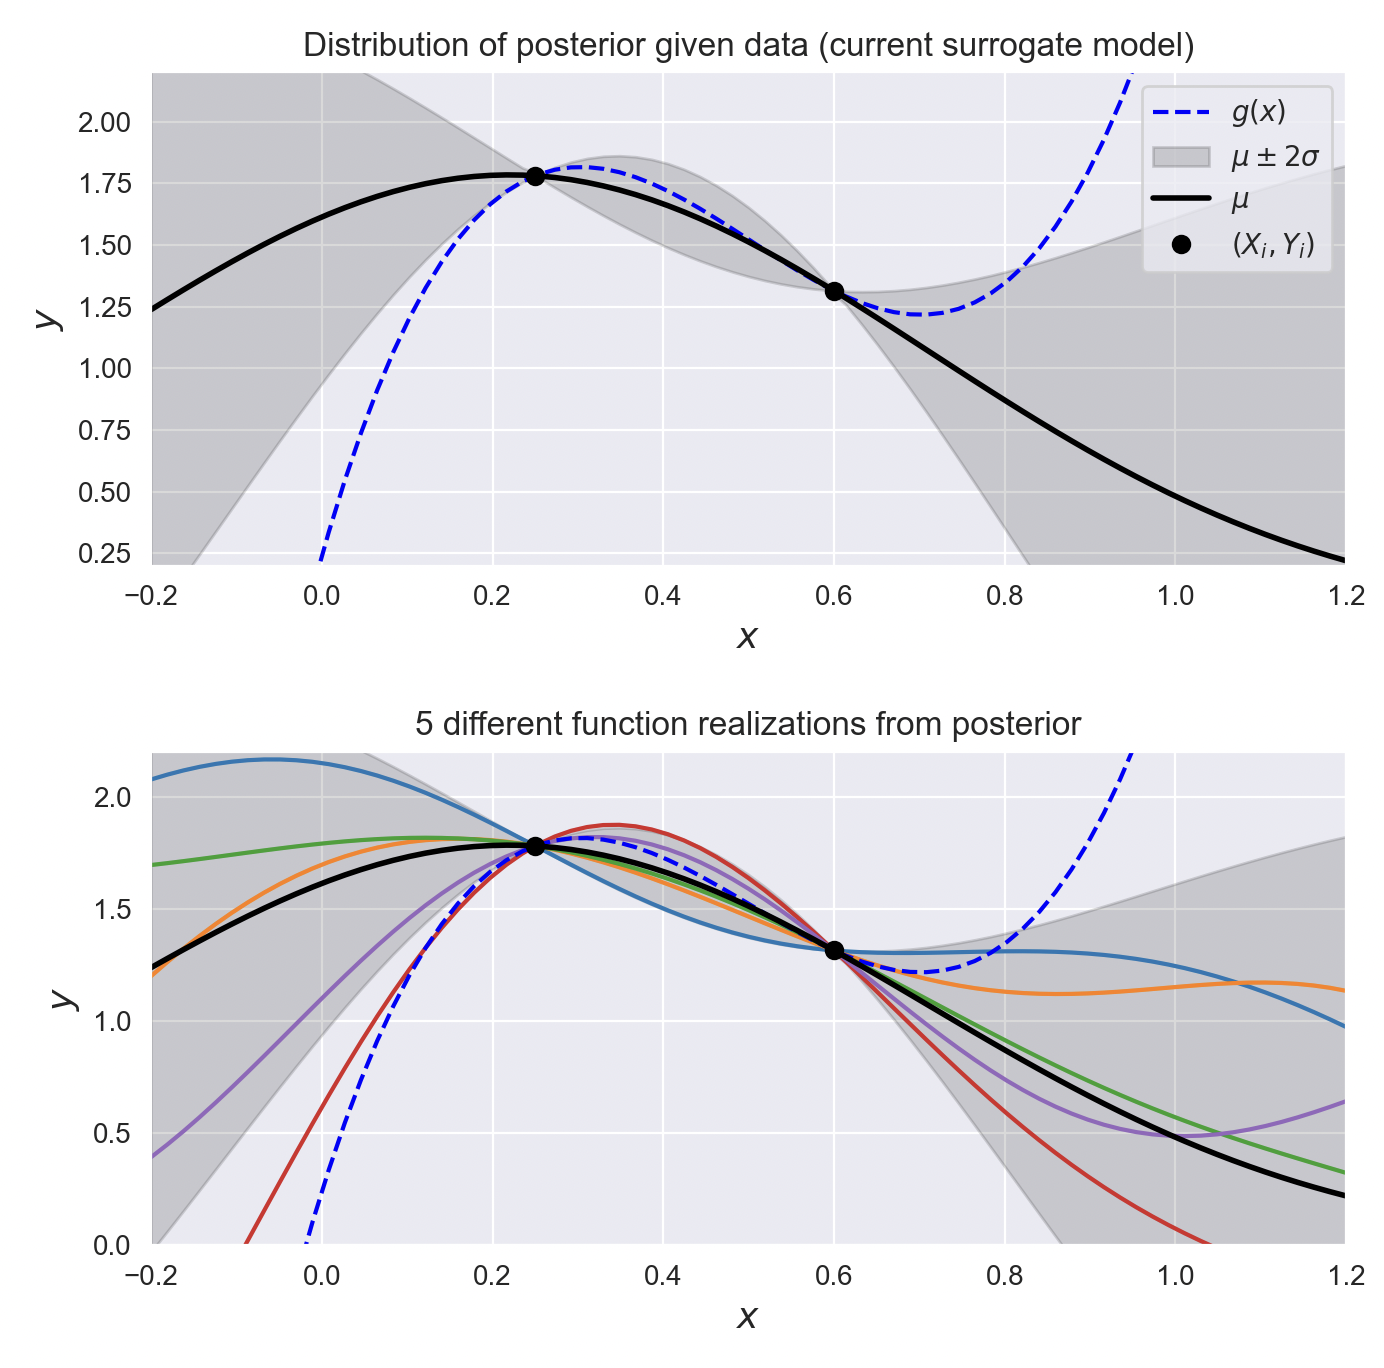 Distribution of posterior given data (current surrogate model)
2.00
1.75
1.50
1.25
1.00
0.75
0.50
0.25
y
g(x)
μ ± 2σ
μ
(Xᵢ, Yᵢ)
−0.2 0.0 0.2 0.4 0.6 0.8 1.0 1.2
x
5 different function realizations from posterior
2.0
1.5
1.0
0.5
0.0
y
−0.2 0.0 0.2 0.4 0.6 0.8 1.0 1.2
x